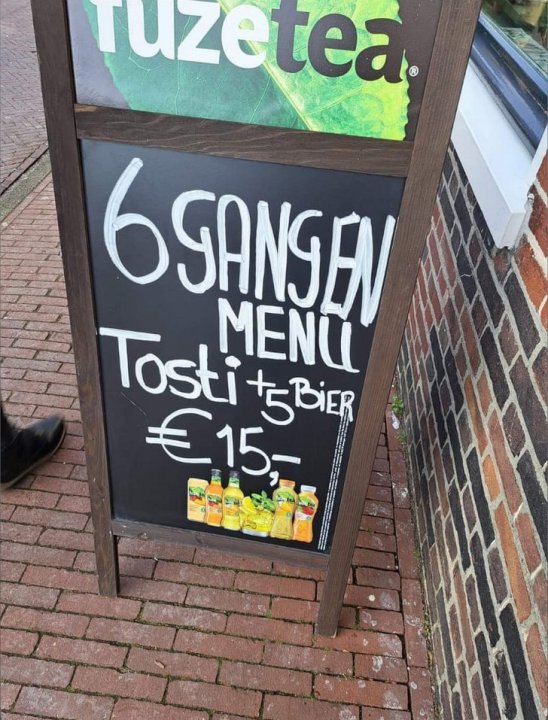 fuzetea®
6 GANGEN
MENU
Tosti + 5 BiER
€ 15,-